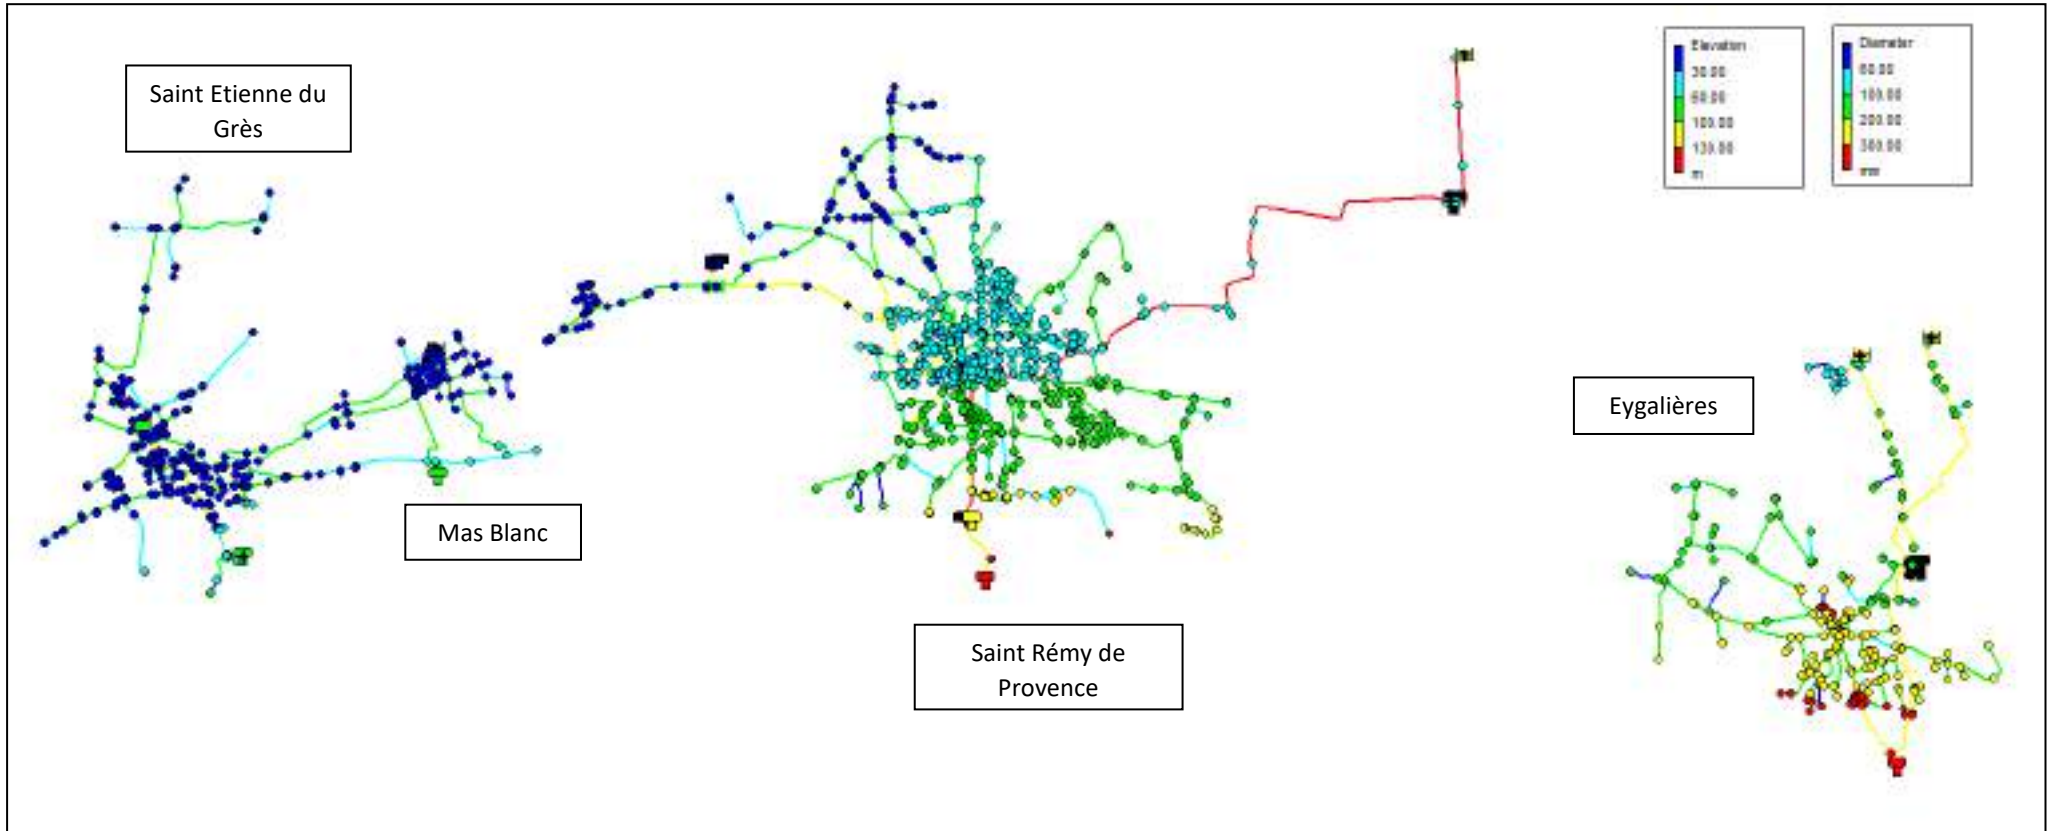 Saint Etienne du
Grès
Elevation
30.00
60.00
100.00
130.00
m
Diameter
60.00
100.00
200.00
300.00
mm
Eygalières
Mas Blanc
Saint Rémy de
Provence